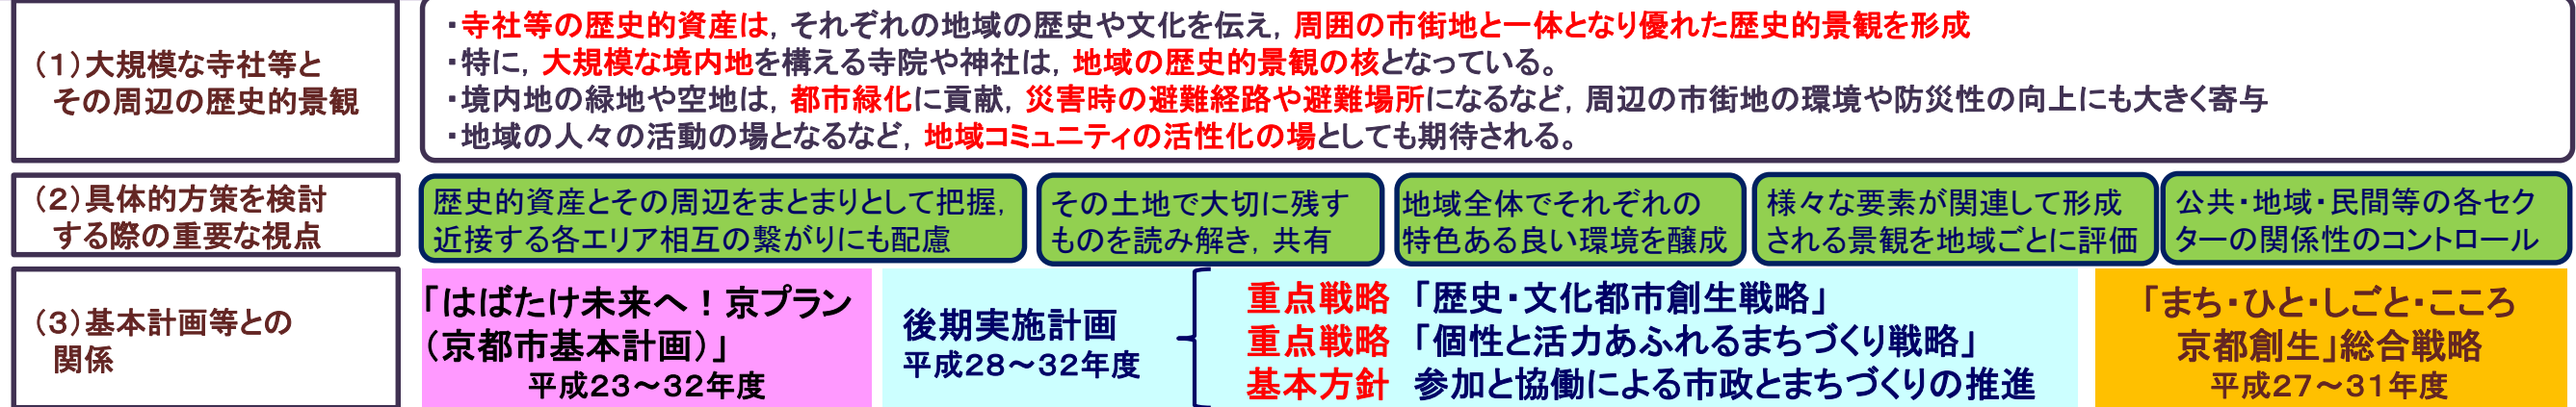 （１）大規模な寺社等と
その周辺の歴史的景観
・寺社等の歴史的資産は，それぞれの地域の歴史や文化を伝え，周囲の市街地と一体となり優れた歴史的景観を形成
・特に，大規模な境内地を構える寺院や神社は，地域の歴史的景観の核となっている。
・境内地の緑地や空地は，都市緑化に貢献，災害時の避難経路や避難場所になるなど，周辺の市街地の環境や防災性の向上にも大きく寄与
・地域の人々の活動の場となるなど，地域コミュニティの活性化の場としても期待される。
（２）具体的方策を検討
する際の重要な視点
歴史的資産とその周辺をまとまりとして把握，
近接する各エリア相互の繋がりにも配慮
その土地で大切に残す
ものを読み解き，共有
地域全体でそれぞれの
特色ある良い環境を醸成
様々な要素が関連して形成
される景観を地域ごとに評価
公共・地域・民間等の各セク
ターの関係性のコントロール
（３）基本計画等との
関係
「はばたけ未来へ！京プラン
（京都市基本計画）」
平成２３～３２年度
後期実施計画
平成２８～３２年度
重点戦略 「歴史・文化都市創生戦略」
重点戦略 「個性と活力あふれるまちづくり戦略」
基本方針 参加と協働による市政とまちづくりの推進
「まち・ひと・しごと・こころ
京都創生」総合戦略
平成２７～３１年度